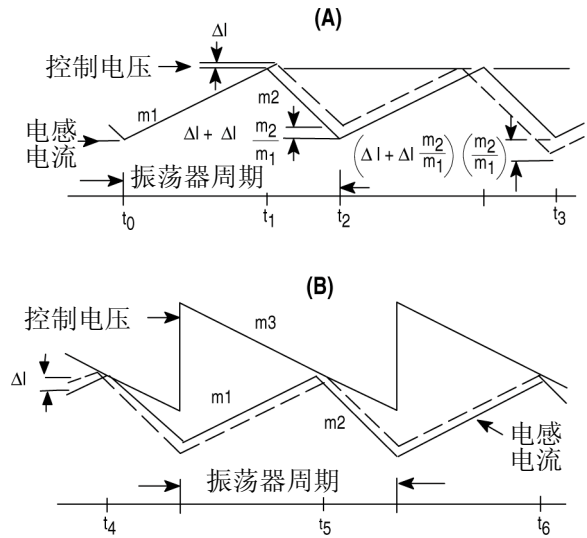 (A)
ΔI
控制电压
m1
m2
电感
电流
ΔI + ΔI m2/m1
(ΔI + ΔI m2/m1) (m2/m1)
振荡器周期
t0 t1 t2 t3
(B)
控制电压
m3
ΔI
m1
m2
电感
电流
振荡器周期
t4 t5 t6